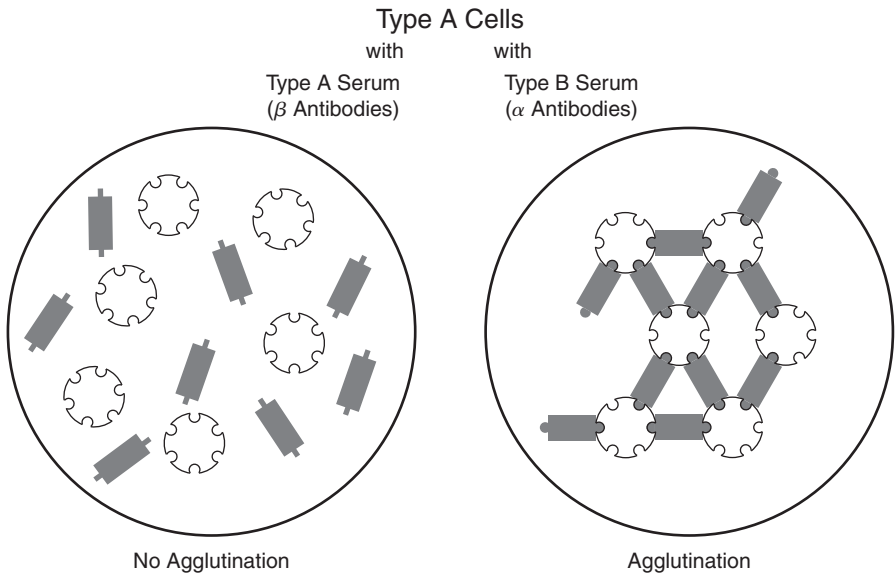 Type A Cells
with with
Type A Serum Type B Serum
(β Antibodies) (α Antibodies)
No Agglutination Agglutination